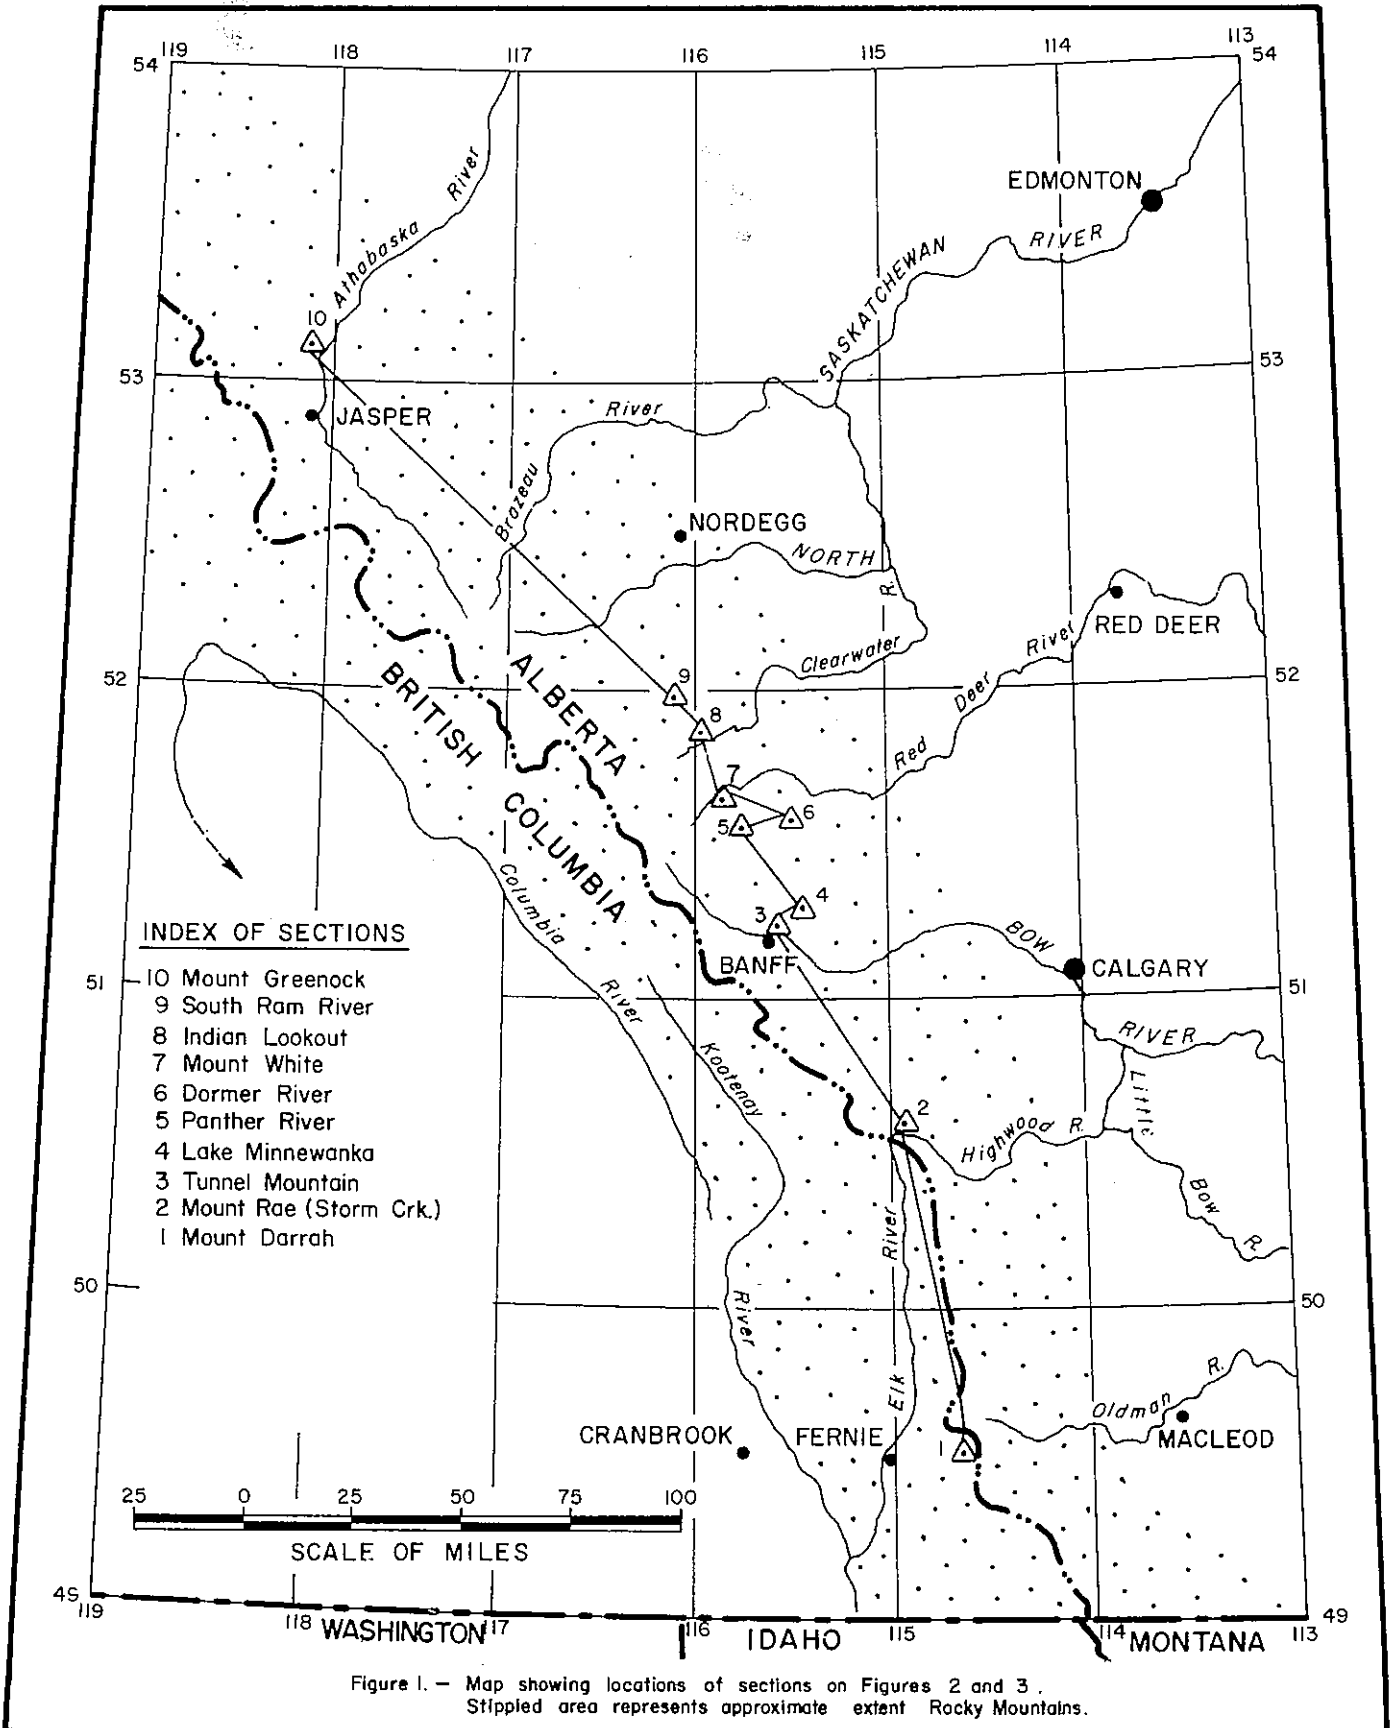 119 118 117 116 115 114 113
54 54
EDMONTON
River
Athabaska
SASKATCHEWAN RIVER
10
53 53
JASPER
River
Brazeau
NORDEGG
NORTH
R.
RED DEER
Clearwater
River
Deer
Red
52 52
9
8
ALBERTA
BRITISH
COLUMBIA
7
6
5
4
3
BANFF
BOW
CALGARY
RIVER
Columbia
River
Kootenay
River
INDEX OF SECTIONS
51 51
10 Mount Greenock
9 South Ram River
8 Indian Lookout
7 Mount White
6 Dormer River
5 Panther River
4 Lake Minnewanka
3 Tunnel Mountain
2 Mount Rae (Storm Crk.)
1 Mount Darrah
2
Highwood R.
Little
Bow
R.
River
Elk
50 50
Oldman R.
MACLEOD
CRANBROOK
FERNIE
1
25 0 25 50 75 100
SCALE OF MILES
49 49
119 118 117 116 115 114 113
WASHINGTON IDAHO MONTANA
Figure 1. — Map showing locations of sections on Figures 2 and 3.
Stippled area represents approximate extent Rocky Mountains.